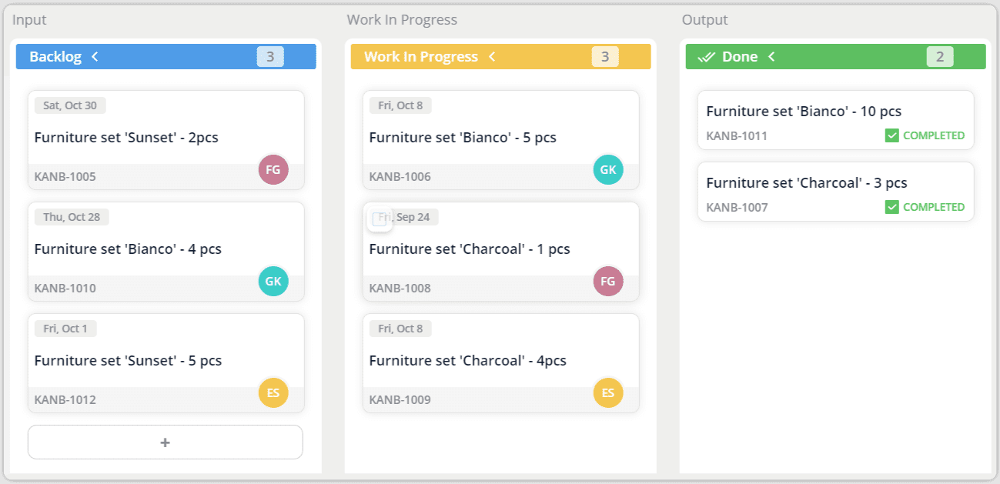 Input
Backlog 3
Sat, Oct 30
Furniture set 'Sunset' - 2pcs
KANB-1005 FG
Thu, Oct 28
Furniture set 'Bianco' - 4 pcs
KANB-1010 GK
Fri, Oct 1
Furniture set 'Sunset' - 5 pcs
KANB-1012 ES
+
Work In Progress
Work In Progress 3
Fri, Oct 8
Furniture set 'Bianco' - 5 pcs
KANB-1006 GK
Fri, Sep 24
Furniture set 'Charcoal' - 1 pcs
KANB-1008 FG
Fri, Oct 8
Furniture set 'Charcoal' - 4pcs
KANB-1009 ES
Output
Done 2
Furniture set 'Bianco' - 10 pcs
KANB-1011 COMPLETED
Furniture set 'Charcoal' - 3 pcs
KANB-1007 COMPLETED